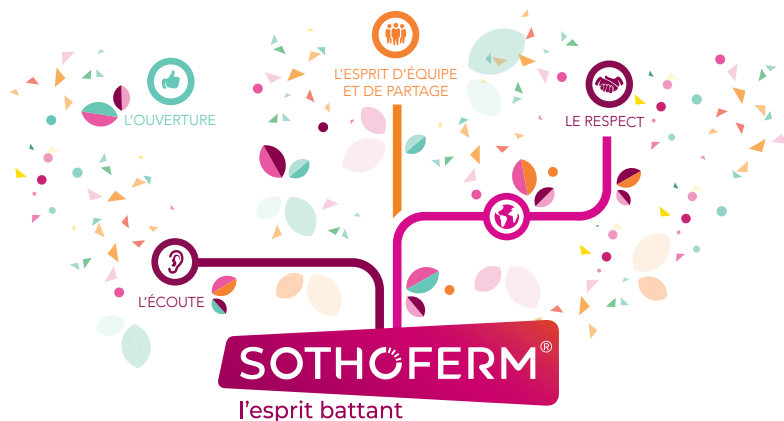 L'ESPRIT D'ÉQUIPE
ET DE PARTAGE
L'OUVERTURE
LE RESPECT
L'ÉCOUTE
SOTHOFERM®
l'esprit battant